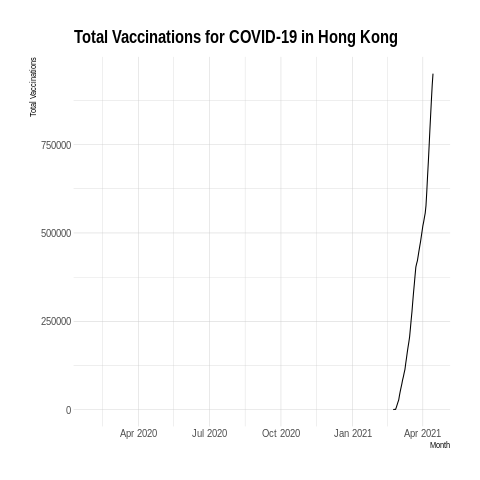 Total Vaccinations for COVID-19 in Hong Kong
Total Vaccinations
750000
500000
250000
0
Apr 2020 Jul 2020 Oct 2020 Jan 2021 Apr 2021
Month